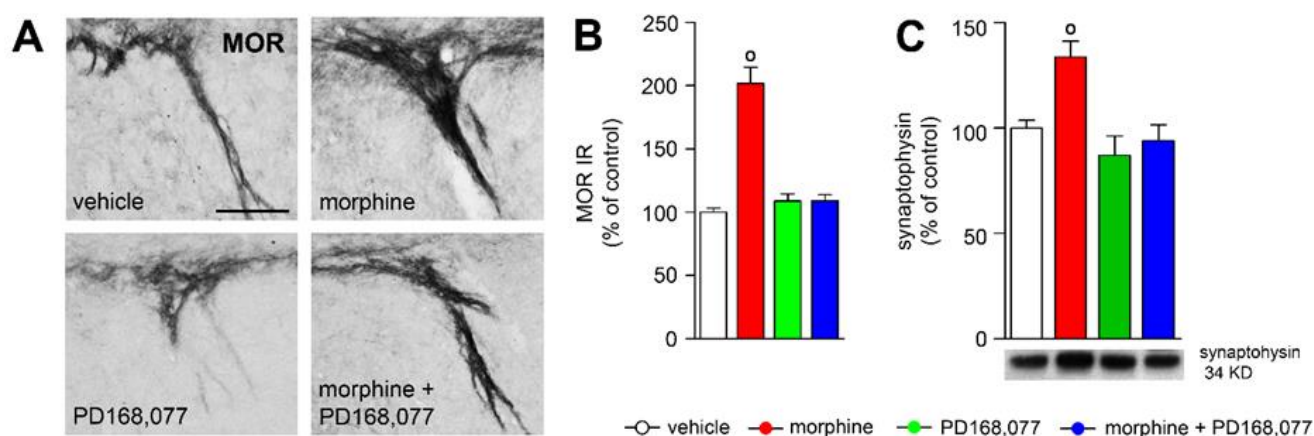 A
MOR
vehicle
morphine
PD168,077
morphine +
PD168,077
B
MOR IR
(% of control)
250
200
150
100
50
0
C
synaptophysin
(% of control)
150
100
50
0
o
o
synaptohysin
34 KD
vehicle
morphine
PD168,077
morphine + PD168,077